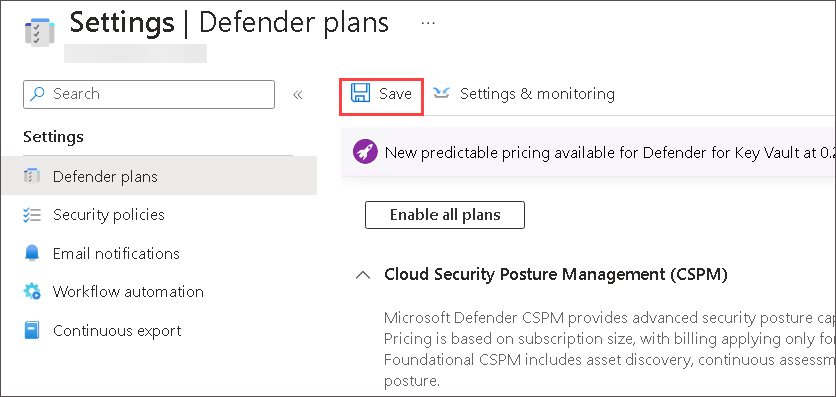 Settings | Defender plans ...
Search «
Save Settings & monitoring
Settings
Defender plans
Security policies
Email notifications
Workflow automation
Continuous export
New predictable pricing available for Defender for Key Vault at 0.2
Enable all plans
Cloud Security Posture Management (CSPM)
Microsoft Defender CSPM provides advanced security posture cap
Pricing is based on subscription size, with billing applying only for
Foundational CSPM includes asset discovery, continuous assessm
posture.